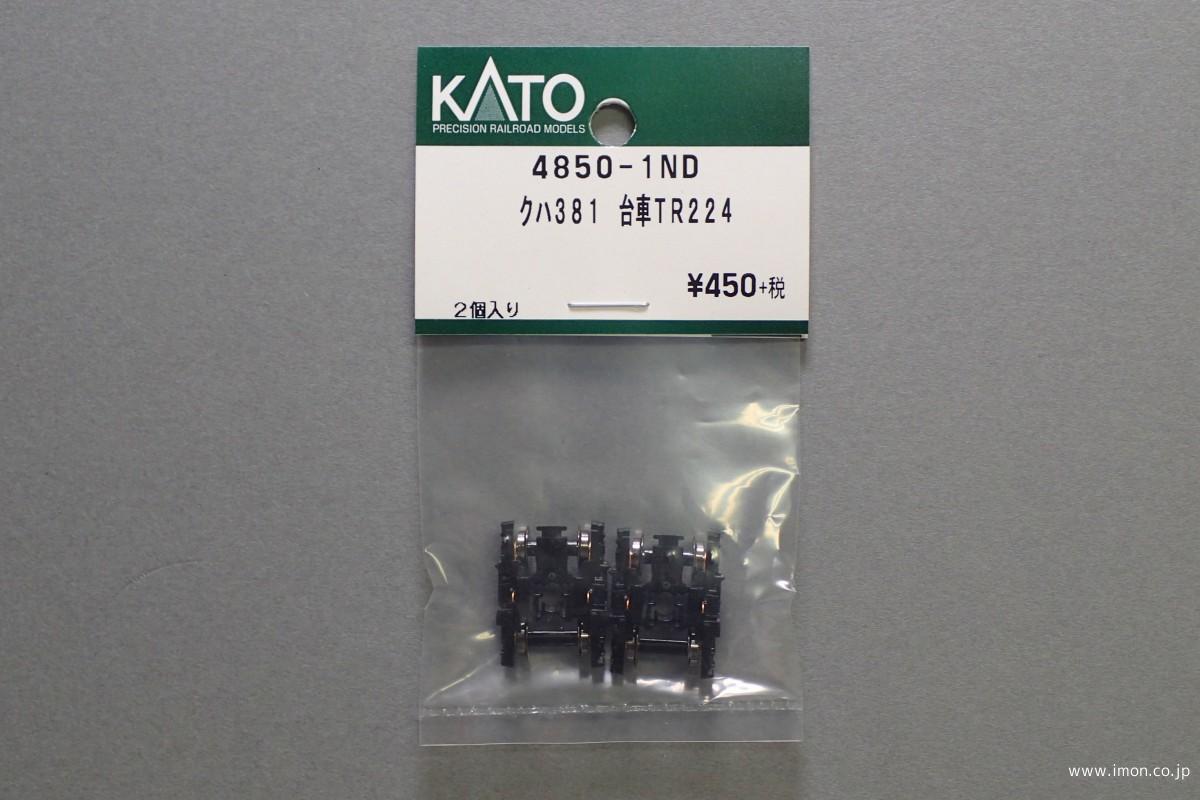 KATO
PRECISION RAILROAD MODELS
4850-1ND
クハ381 台車TR224
¥450+税
2個入り
www.imon.co.jp